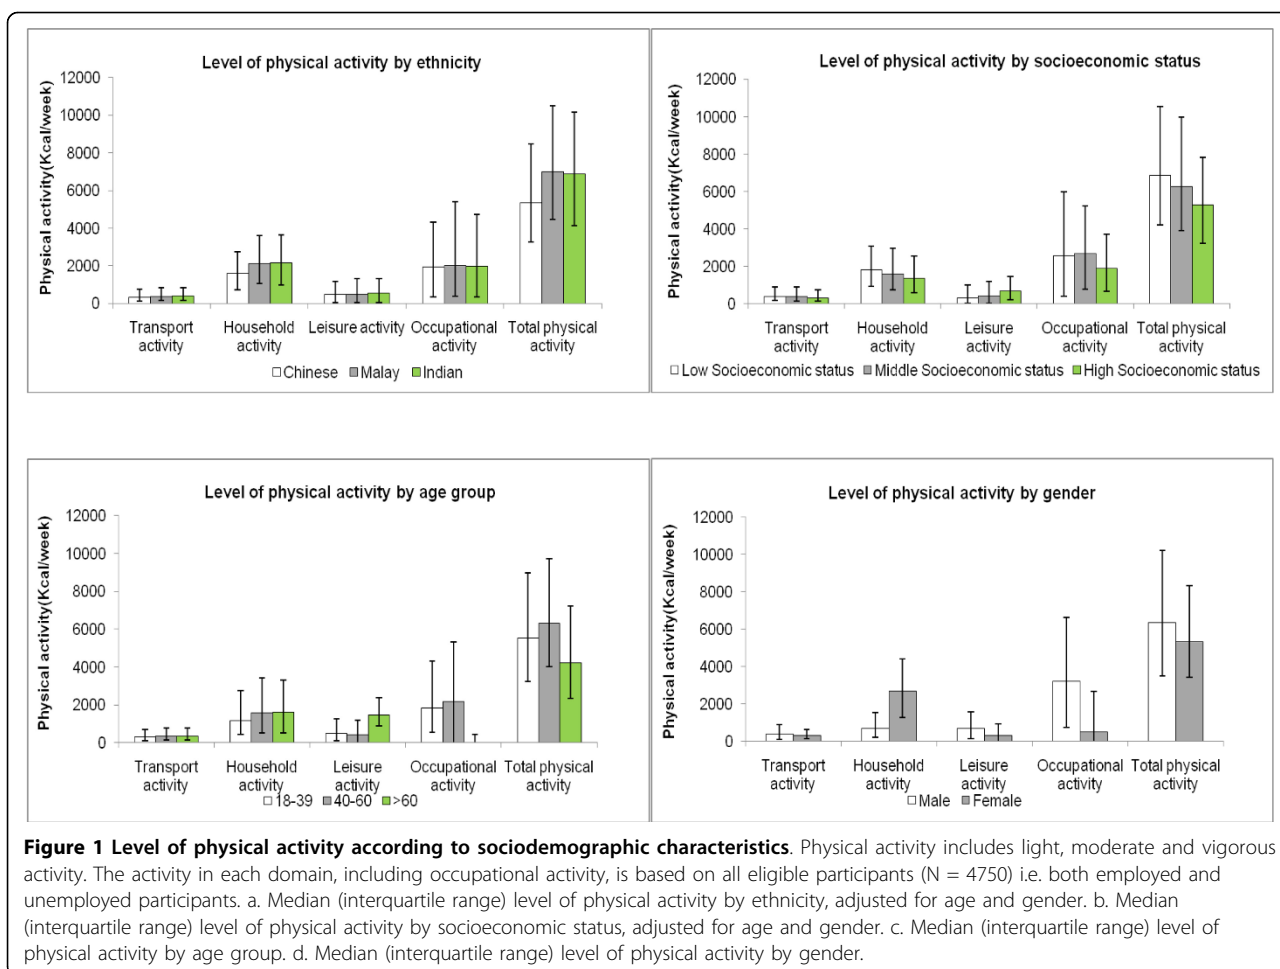 Level of physical activity by ethnicity
Physical activity(Kcal/week)
12000
10000
8000
6000
4000
2000
0
Transport activity
Household activity
Leisure activity
Occupational activity
Total physical activity
Chinese Malay Indian
Level of physical activity by socioeconomic status
Physical activity(Kcal/week)
12000
10000
8000
6000
4000
2000
0
Transport activity
Household activity
Leisure activity
Occupational activity
Total physical activity
Low Socioeconomic status Middle Socioeconomic status High Socioeconomic status
Level of physical activity by age group
Physical activity(Kcal/week)
12000
10000
8000
6000
4000
2000
0
Transport activity
Household activity
Leisure activity
Occupational activity
Total physical activity
18-39 40-60 >60
Level of physical activity by gender
Physical activity(Kcal/week)
12000
10000
8000
6000
4000
2000
0
Transport activity
Household activity
Leisure activity
Occupational activity
Total physical activity
Male Female
Figure 1 Level of physical activity according to sociodemographic characteristics. Physical activity includes light, moderate and vigorous
activity. The activity in each domain, including occupational activity, is based on all eligible participants (N = 4750) i.e. both employed and
unemployed participants. a. Median (interquartile range) level of physical activity by ethnicity, adjusted for age and gender. b. Median
(interquartile range) level of physical activity by socioeconomic status, adjusted for age and gender. c. Median (interquartile range) level of
physical activity by age group. d. Median (interquartile range) level of physical activity by gender.